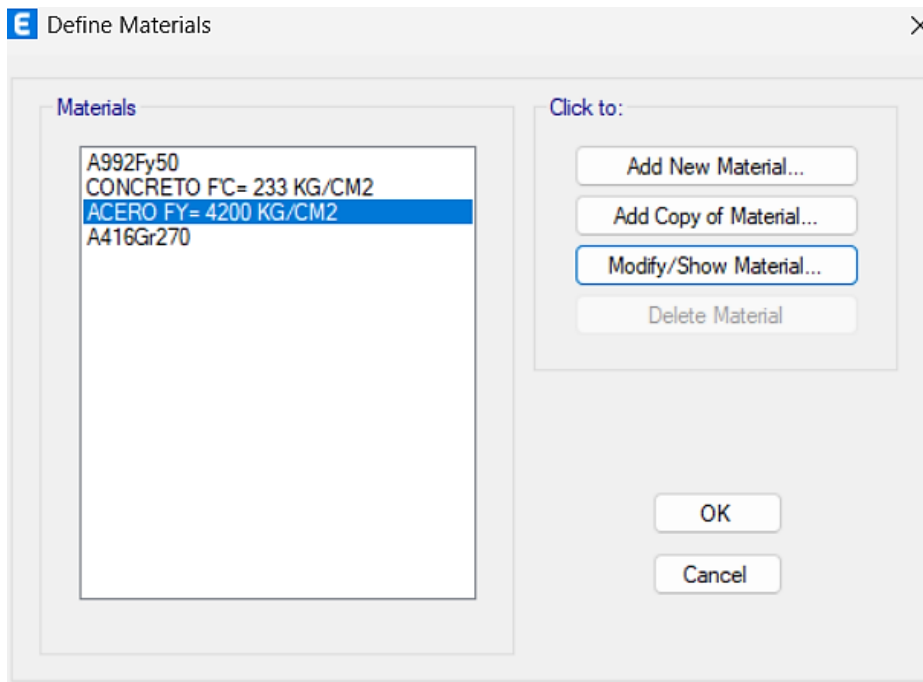 E Define Materials
Materials
A992Fy50
CONCRETO F'C= 233 KG/CM2
ACERO FY= 4200 KG/CM2
A416Gr270
Click to:
Add New Material...
Add Copy of Material...
Modify/Show Material...
Delete Material
OK
Cancel